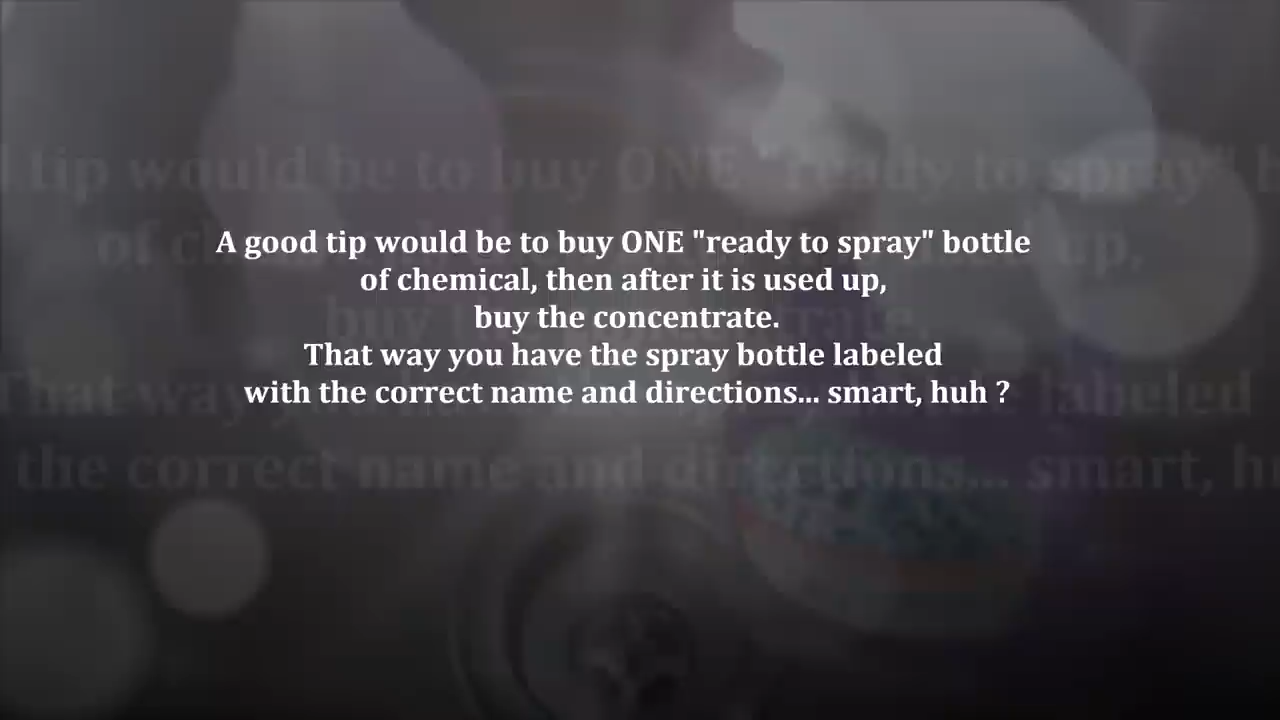 A good tip would be to buy ONE "ready to spray" bottle
of chemical, then after it is used up,
buy the concentrate.
That way you have the spray bottle labeled
with the correct name and directions... smart, huh ?